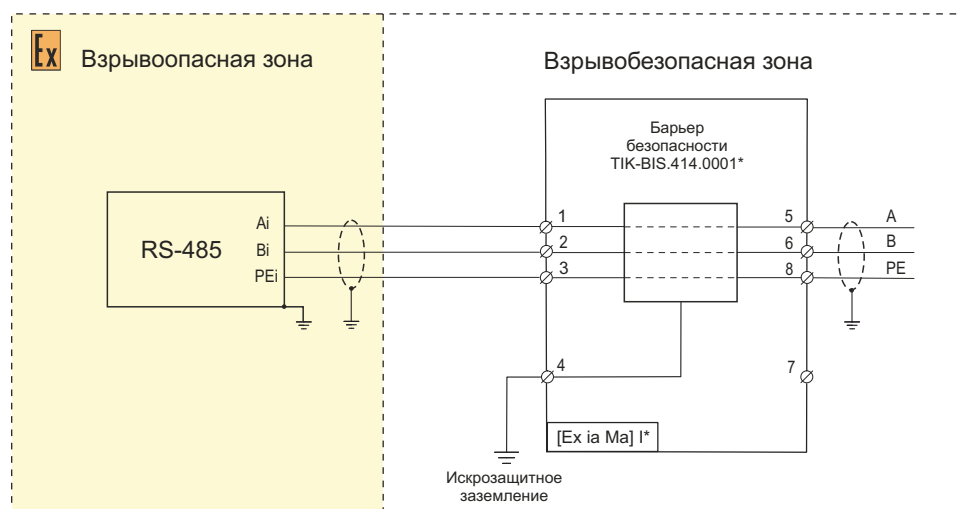 Ex
Взрывоопасная зона
Взрывобезопасная зона
Барьер
безопасности
TIK-BIS.414.0001*
RS-485
Ai
Bi
PEi
1
2
3
4
5
6
8
7
A
B
PE
[Ex ia Ma] I*
Искрозащитное
заземление